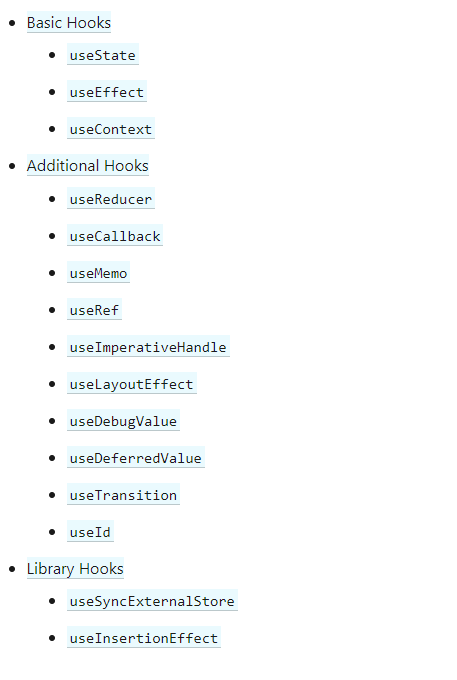 Basic Hooks
useState
useEffect
useContext
Additional Hooks
useReducer
useCallback
useMemo
useRef
useImperativeHandle
useLayoutEffect
useDebugValue
useDeferredValue
useTransition
useId
Library Hooks
useSyncExternalStore
useInsertionEffect